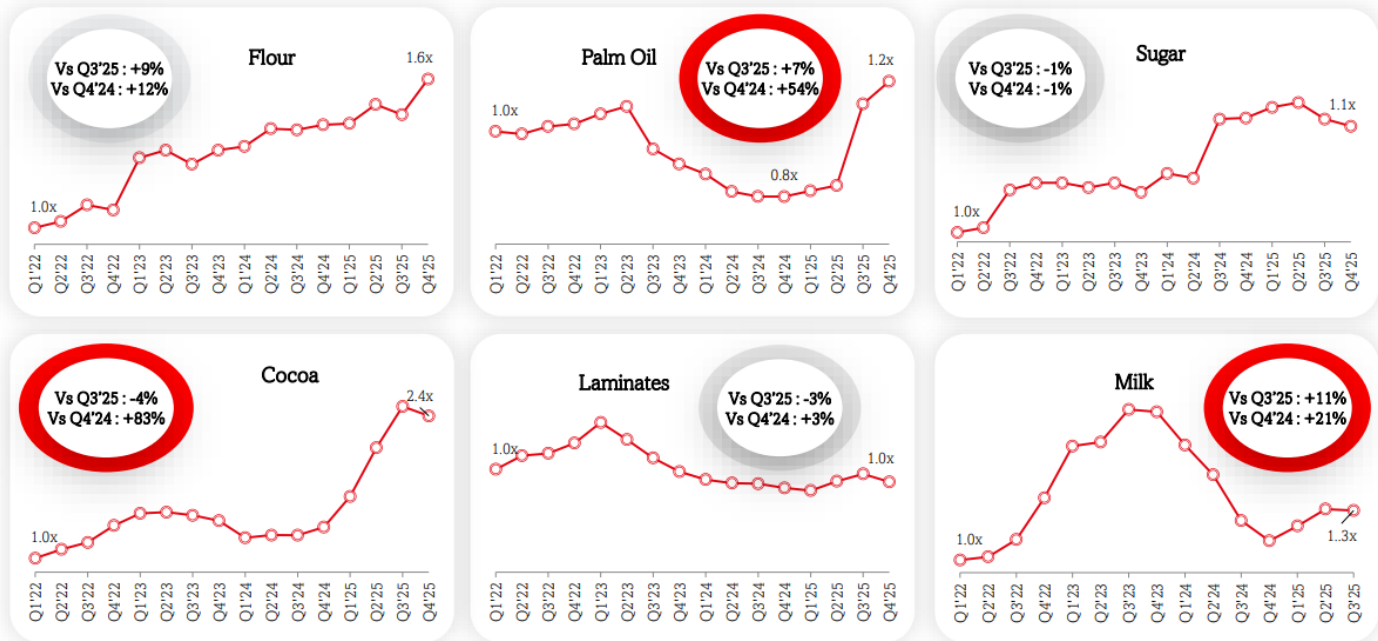 Flour
Vs Q3'25 : +9%
Vs Q4'24 : +12%
1.0x
1.6x
Q1'22
Q2'22
Q3'22
Q4'22
Q1'23
Q2'23
Q3'23
Q4'23
Q1'24
Q2'24
Q3'24
Q4'24
Q1'25
Q2'25
Q3'25
Q4'25
Palm Oil
Vs Q3'25 : +7%
Vs Q4'24 : +54%
1.0x
0.8x
1.2x
Q1'22
Q2'22
Q3'22
Q4'22
Q1'23
Q2'23
Q3'23
Q4'23
Q1'24
Q2'24
Q3'24
Q4'24
Q1'25
Q2'25
Q3'25
Q4'25
Sugar
Vs Q3'25 : -1%
Vs Q4'24 : -1%
1.0x
1.1x
Q1'22
Q2'22
Q3'22
Q4'22
Q1'23
Q2'23
Q3'23
Q4'23
Q1'24
Q2'24
Q3'24
Q4'24
Q1'25
Q2'25
Q3'25
Q4'25
Cocoa
Vs Q3'25 : -4%
Vs Q4'24 : +83%
1.0x
2.4x
Q1'22
Q2'22
Q3'22
Q4'22
Q1'23
Q2'23
Q3'23
Q4'23
Q1'24
Q2'24
Q3'24
Q4'24
Q1'25
Q2'25
Q3'25
Q4'25
Laminates
Vs Q3'25 : -3%
Vs Q4'24 : +3%
1.0x
1.0x
Q1'22
Q2'22
Q3'22
Q4'22
Q1'23
Q2'23
Q3'23
Q4'23
Q1'24
Q2'24
Q3'24
Q4'24
Q1'25
Q2'25
Q3'25
Q4'25
Milk
Vs Q3'25 : +11%
Vs Q4'24 : +21%
1.0x
1..3x
Q1'22
Q2'22
Q3'22
Q4'22
Q1'23
Q2'23
Q3'23
Q4'23
Q1'24
Q2'24
Q3'24
Q4'24
Q1'25
Q2'25
Q3'25